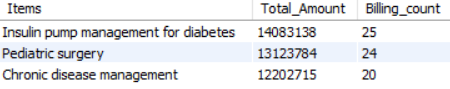 Items Total_Amount Billing_count
Insulin pump management for diabetes 14083138 25
Pediatric surgery 13123784 24
Chronic disease management 12202715 20